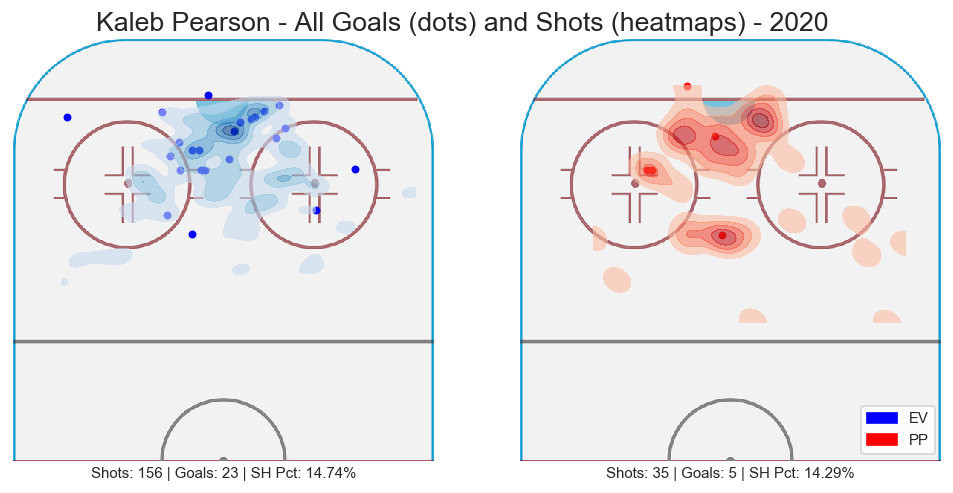 Kaleb Pearson - All Goals (dots) and Shots (heatmaps) - 2020
EV
PP
Shots: 156 | Goals: 23 | SH Pct: 14.74%
Shots: 35 | Goals: 5 | SH Pct: 14.29%